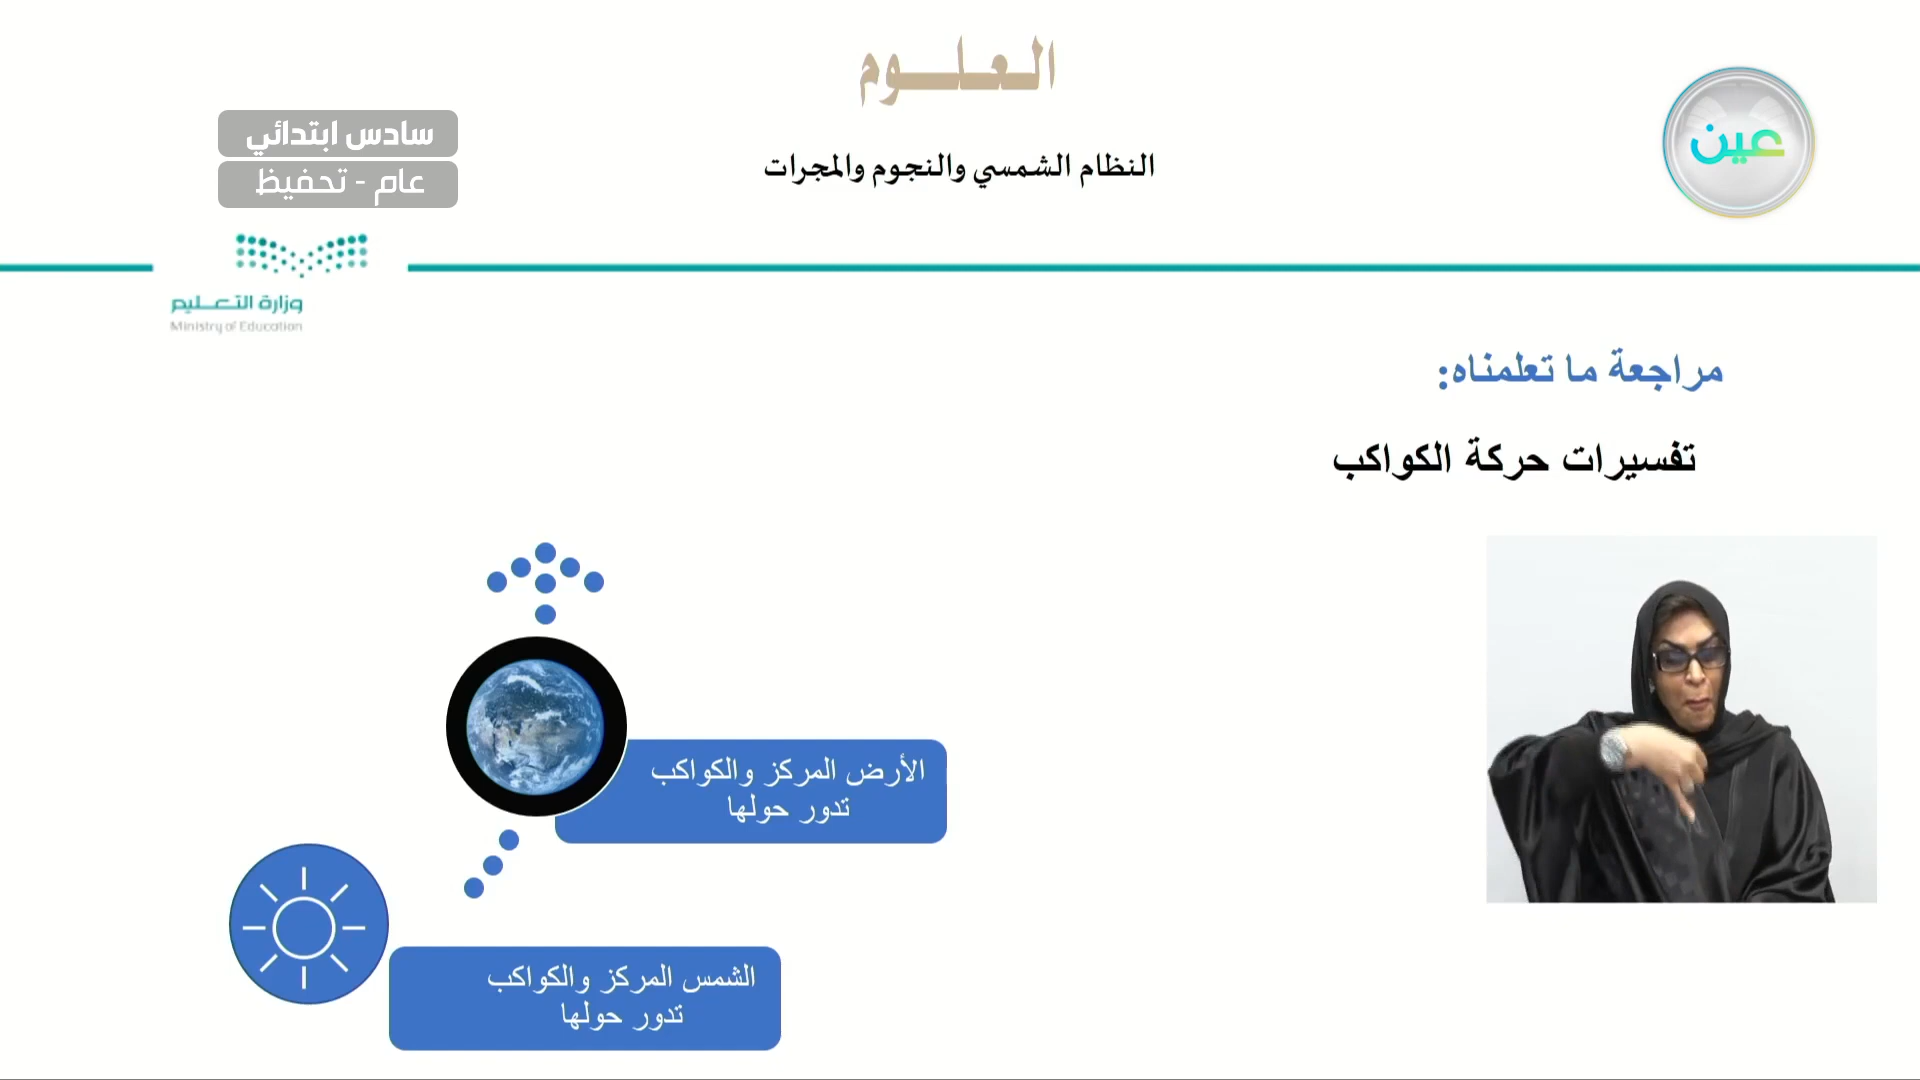 العلوم
عين
سادس ابتدائي
النظام الشمسي والنجوم والمجرات
عام - تحفيظ
وزارة التعليم
Ministry of Education
مراجعة ما تعلمناه:
تفسيرات حركة الكواكب
الأرض المركز والكواكب
تدور حولها
الشمس المركز والكواكب
تدور حولها